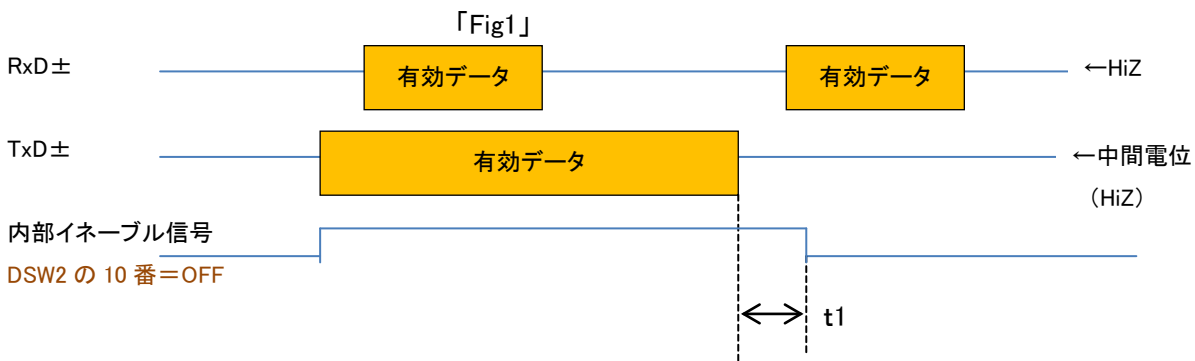 「Fig1」
RxD±
有効データ
有効データ
←HiZ
TxD±
有効データ
←中間電位
（HiZ）
内部イネーブル信号
DSW2 の 10 番＝OFF
t1